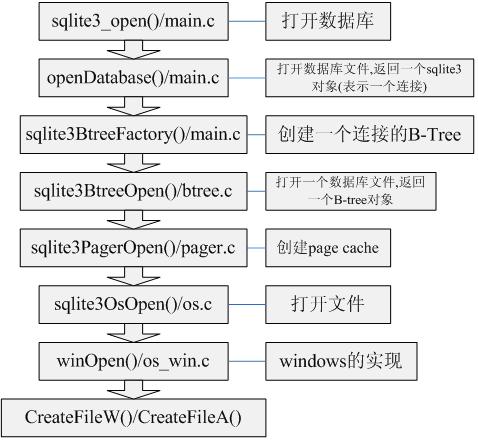 sqlite3_open()/main.c
打开数据库
openDatabase()/main.c
打开数据库文件,返回一个sqlite3
对象(表示一个连接)
sqlite3BtreeFactory()/main.c
创建一个连接的B-Tree
sqlite3BtreeOpen()/btree.c
打开一个数据库文件,返回
一个B-tree对象
sqlite3PagerOpen()/pager.c
创建page cache
sqlite3OsOpen()/os.c
打开文件
winOpen()/os_win.c
windows的实现
CreateFileW()/CreateFileA()